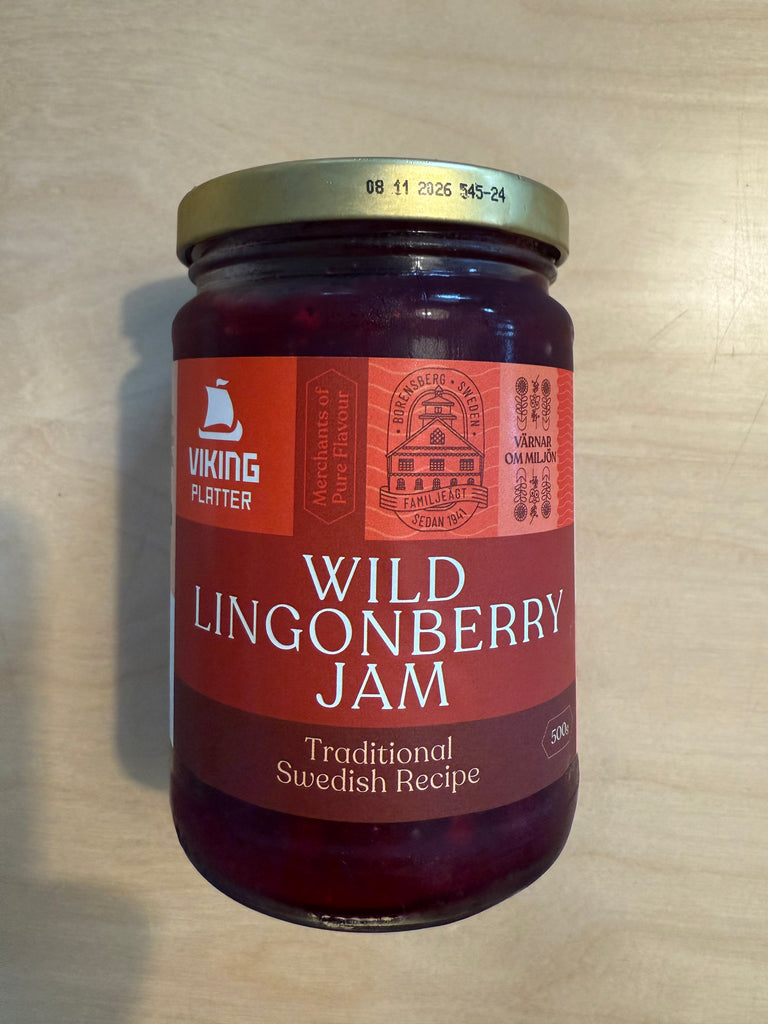 08 11 2026 545-24
VIKING
PLATTER
Merchants of
Pure Flavour
BORENSBERG • SWEDEN
FAMILJEÄGT
SEDAN 1941
VÄRNAR
OM MILJÖN
WILD
LINGONBERRY
JAM
500g
Traditional
Swedish Recipe